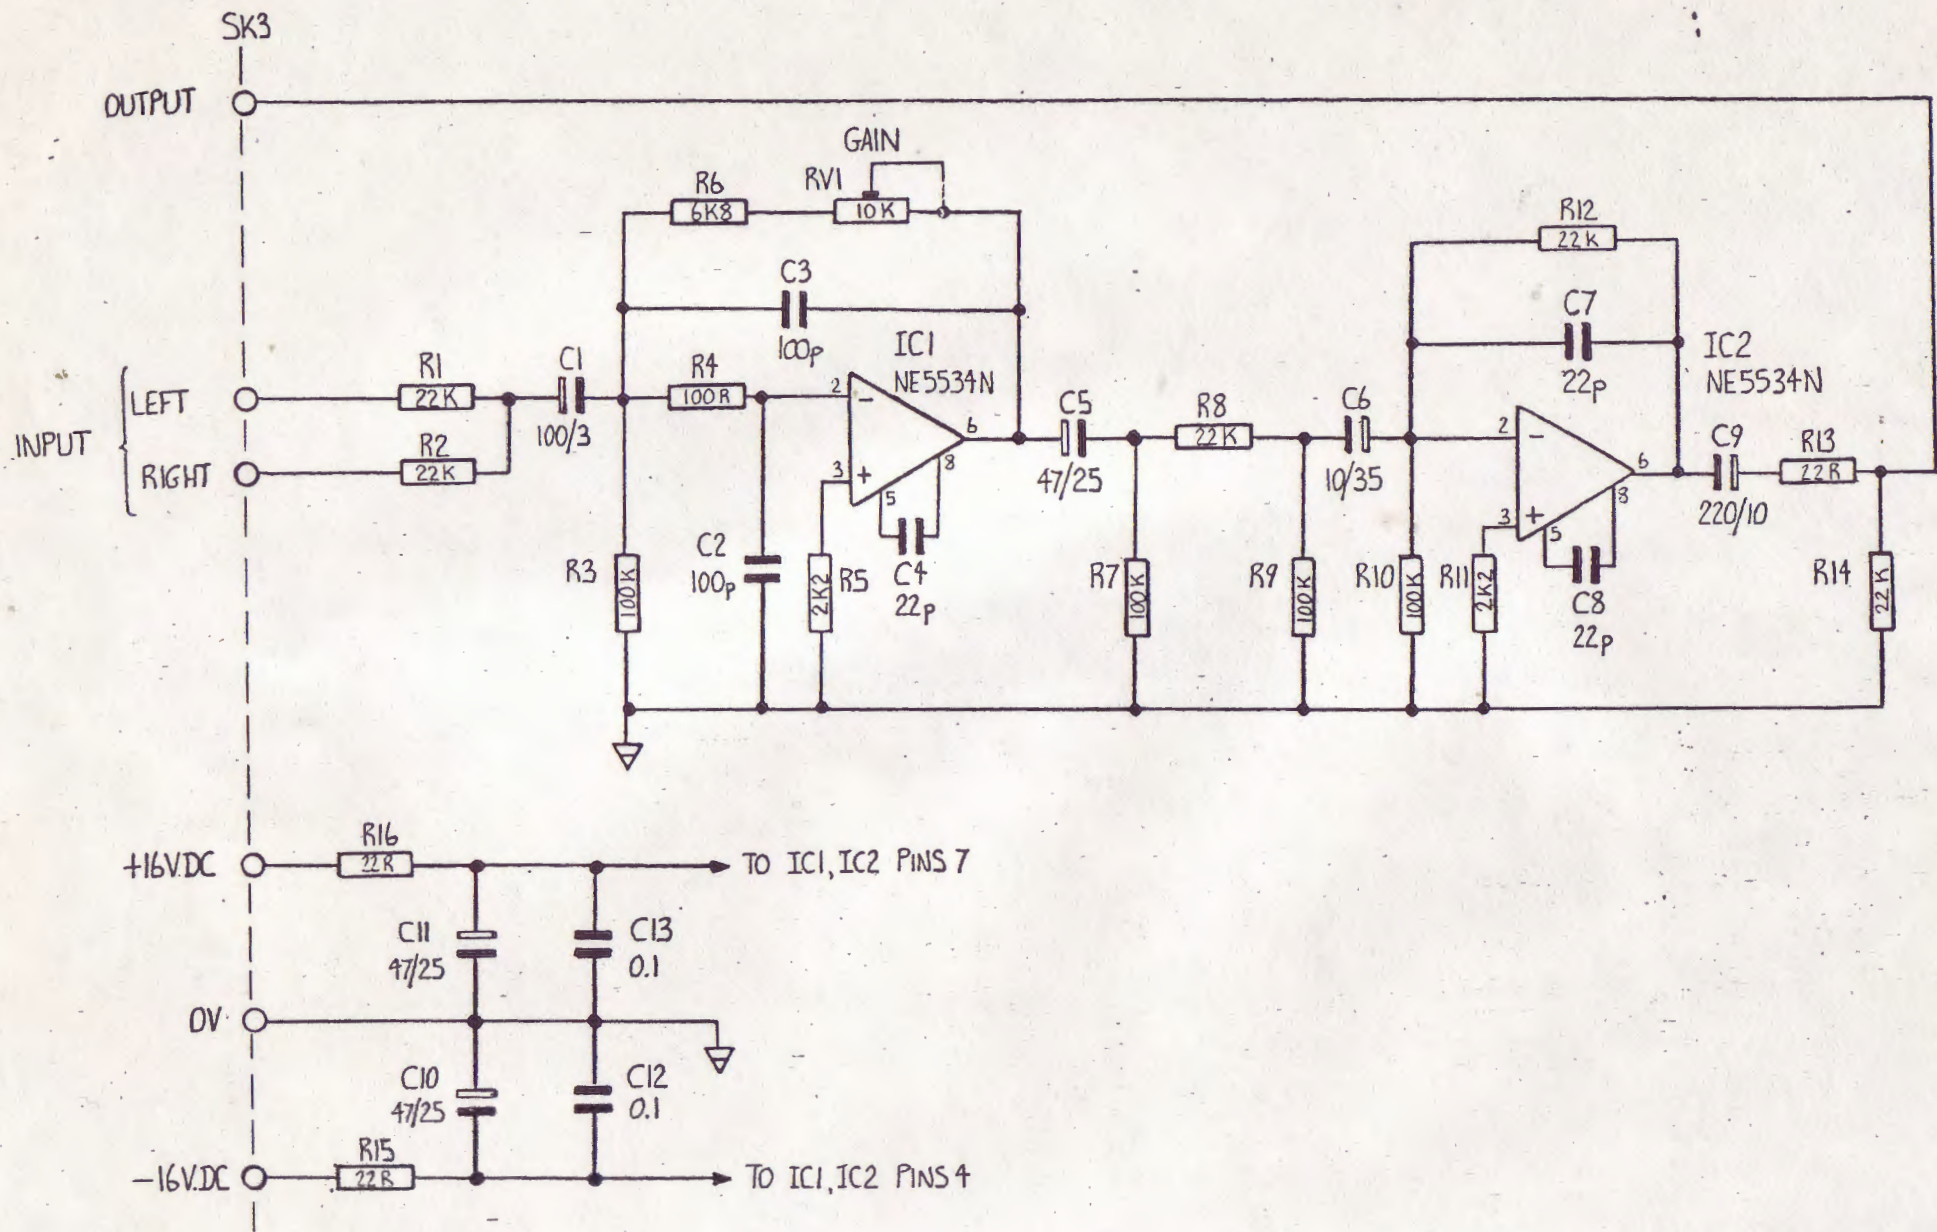 SK3
OUTPUT
GAIN
R6
6K8
RV1
10K
R12
22K
C3
100p
C7
22p
IC1
NE5534N
IC2
NE5534N
INPUT
LEFT
RIGHT
R1
22K
R2
22K
C1
100/3
R4
100R
2
-
3
+
6
5
8
C4
22p
C5
47/25
R8
22K
C6
10/35
2
-
3
+
6
5
8
C8
22p
C9
220/10
R13
22R
R3
100K
C2
100p
R5
2K2
R7
100K
R9
100K
R10
100K
R11
2K2
R14
22K
+16V.DC
R16
22R
TO IC1, IC2 PINS 7
C11
47/25
C13
0.1
0V
C10
47/25
C12
0.1
-16V.DC
R15
22R
TO IC1, IC2 PINS 4